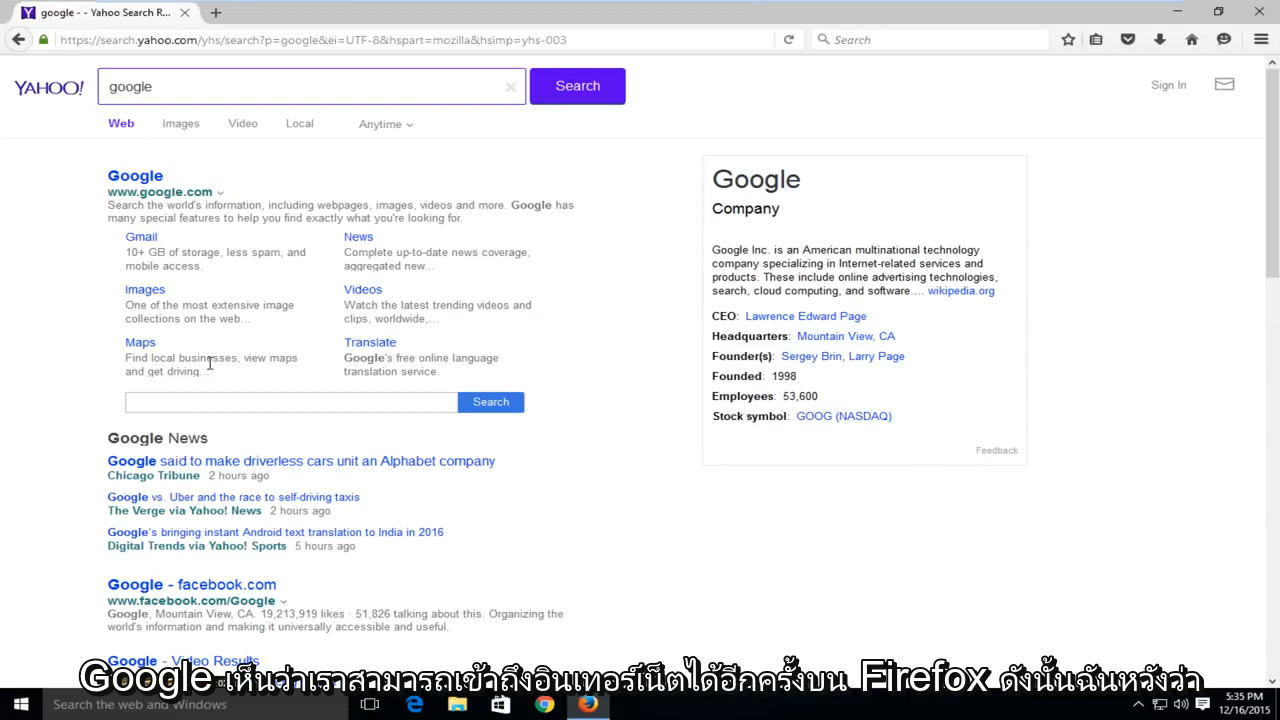 google - - Yahoo Search R...
https://search.yahoo.com/yhs/search?p=google&ei=UTF-8&hspart=mozilla&hsimp=yhs-003
Search
YAHOO!
google
Search
Sign In
Web
Images
Video
Local
Anytime
Google
www.google.com
Search the world's information, including webpages, images, videos and more. Google has
many special features to help you find exactly what you're looking for.
Gmail
10+ GB of storage, less spam, and
mobile access.
News
Complete up-to-date news coverage,
aggregated new...
Images
One of the most extensive image
collections on the web...
Videos
Watch the latest trending videos and
clips, worldwide,...
Maps
Find local businesses, view maps
and get driving...
Translate
Google's free online language
translation service.
Search
Google News
Google said to make driverless cars unit an Alphabet company
Chicago Tribune 2 hours ago
Google vs. Uber and the race to self-driving taxis
The Verge via Yahoo! News 2 hours ago
Google's bringing instant Android text translation to India in 2016
Digital Trends via Yahoo! Sports 5 hours ago
Google - facebook.com
www.facebook.com/Google
Google, Mountain View, CA. 19,213,919 likes · 51,826 talking about this. Organizing the
world's information and making it universally accessible and useful.
Google - Video Results
Google
Company
Google Inc. is an American multinational technology
company specializing in Internet-related services and
products. These include online advertising technologies,
search, cloud computing, and software.... wikipedia.org
CEO: Lawrence Edward Page
Headquarters: Mountain View, CA
Founder(s): Sergey Brin, Larry Page
Founded: 1998
Employees: 53,600
Stock symbol: GOOG (NASDAQ)
Feedback
Google เห็นว่าเราสามารถเข้าถึงอินเทอร์เน็ตได้อีกครั้งบน Firefox ดังนั้นฉันหวังว่า
Search the web and Windows
5:35 PM
12/16/2015